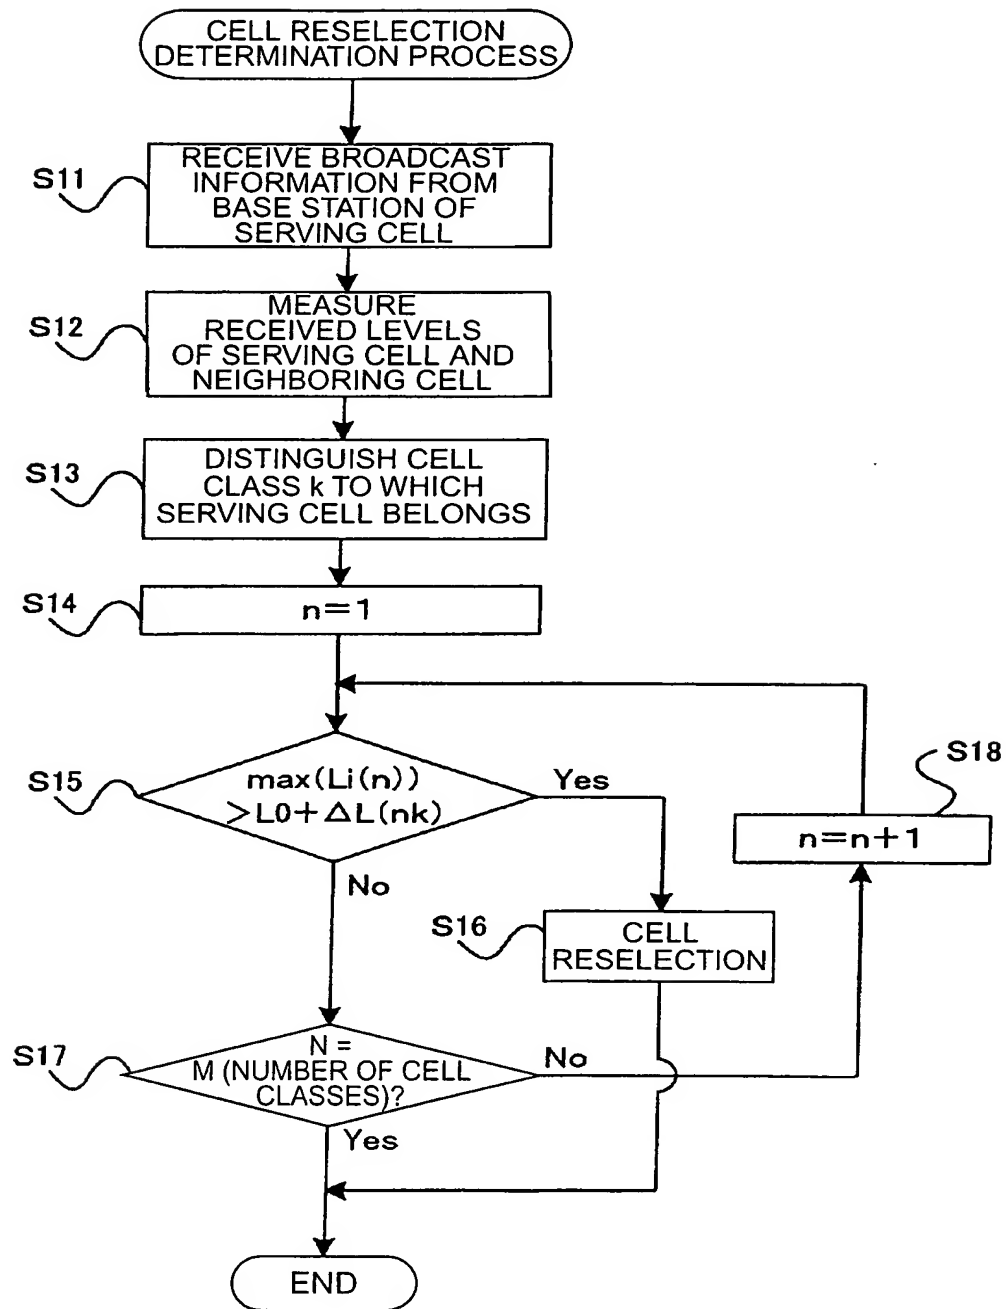 CELL RESELECTION
DETERMINATION PROCESS
S11
RECEIVE BROADCAST
INFORMATION FROM
BASE STATION OF
SERVING CELL
S12
MEASURE
RECEIVED LEVELS
OF SERVING CELL AND
NEIGHBORING CELL
S13
DISTINGUISH CELL
CLASS k TO WHICH
SERVING CELL BELONGS
S14
n=1
S15
max(Li(n))
>L0+ΔL(nk)
Yes
No
S18
n=n+1
S16
CELL
RESELECTION
S17
N =
M (NUMBER OF CELL
CLASSES)?
No
Yes
END